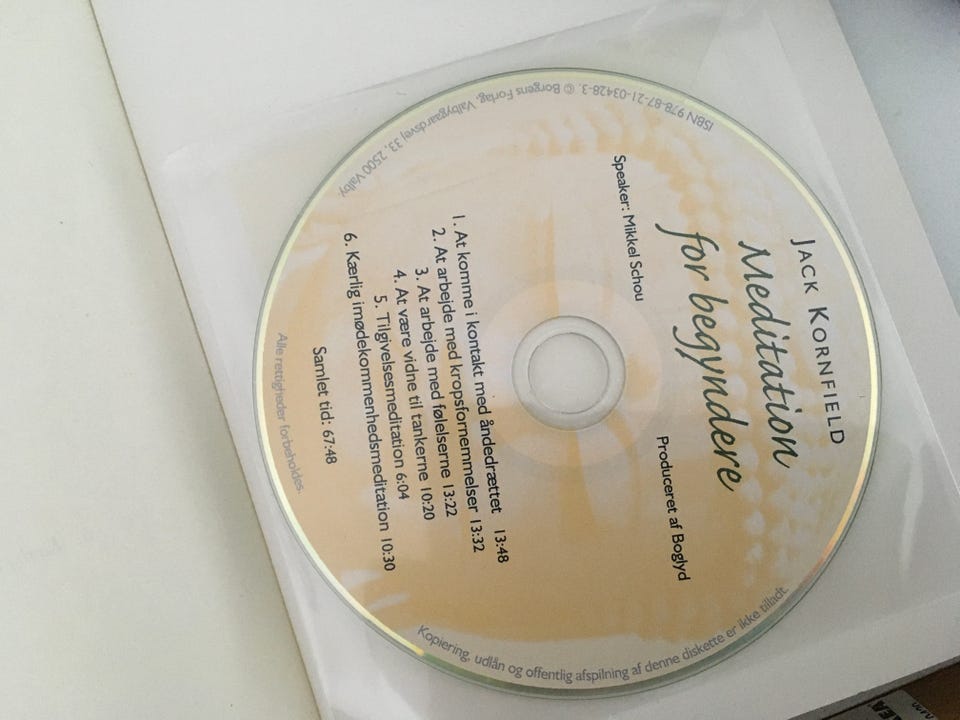 JACK KORNFIELD
Meditation
for begyndere
Speaker: Mikkel Schou
Produceret af Boglyd
1. At komme i kontakt med åndedrættet 13:48
2. At arbejde med kropsfornemmelser 13:32
3. At arbejde med følelserne 13:22
4. At være vidne til tankerne 10:20
5. Tilgivelsesmeditation 6:04
6. Kærlig imødekommenhedsmeditation 10:30
Samlet tid: 67:48
Alle rettigheder forbeholdes.
ISBN 978-87-21-03428-3. © Borgens Forlag, Valbygaardsvej 33, 2500 Valby.
Kopiering, udlån og offentlig afspilning af denne diskette er ikke tilladt